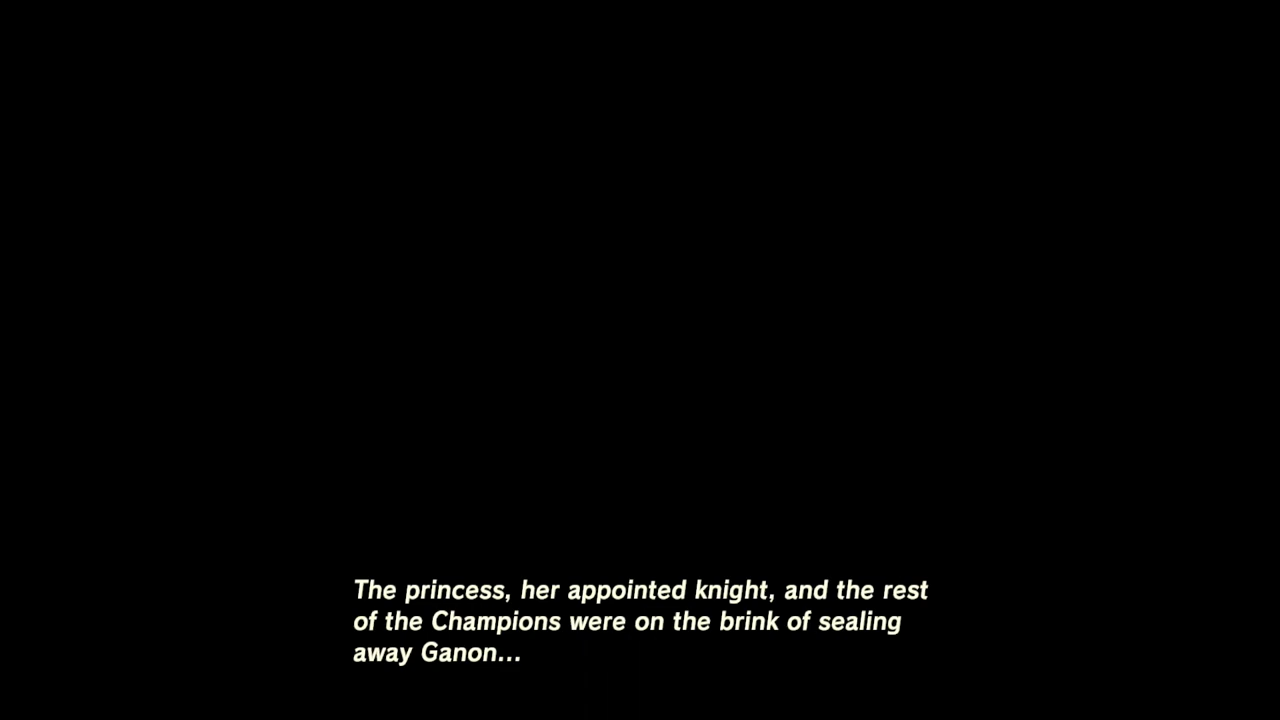 The princess, her appointed knight, and the rest
of the Champions were on the brink of sealing
away Ganon...